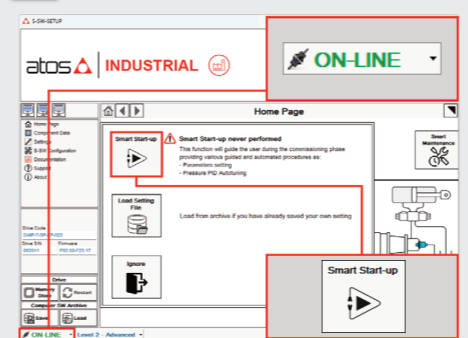 S-SW-SETUP
atos INDUSTRIAL
ON-LINE
Home Page
Home Page
Component Data
Settings
S-SW Configuration
Documentation
Support
About
Smart Start-up
Smart Start-up never performed
This function will guide the user during the commissioning phase
providing various guided and automated procedures as:
- Parameters setting
- Pressure PID Autotuning
Smart
Maintenance
Load Setting
File
Load from archive if you have already saved your own setting
Ignore
Drive Code
Drive S/N Firmware
Drive
Memory
Store
Restart
Computer SW Archive
Save
Load
Smart Start-up
ON-LINE
Level 2 - Advanced